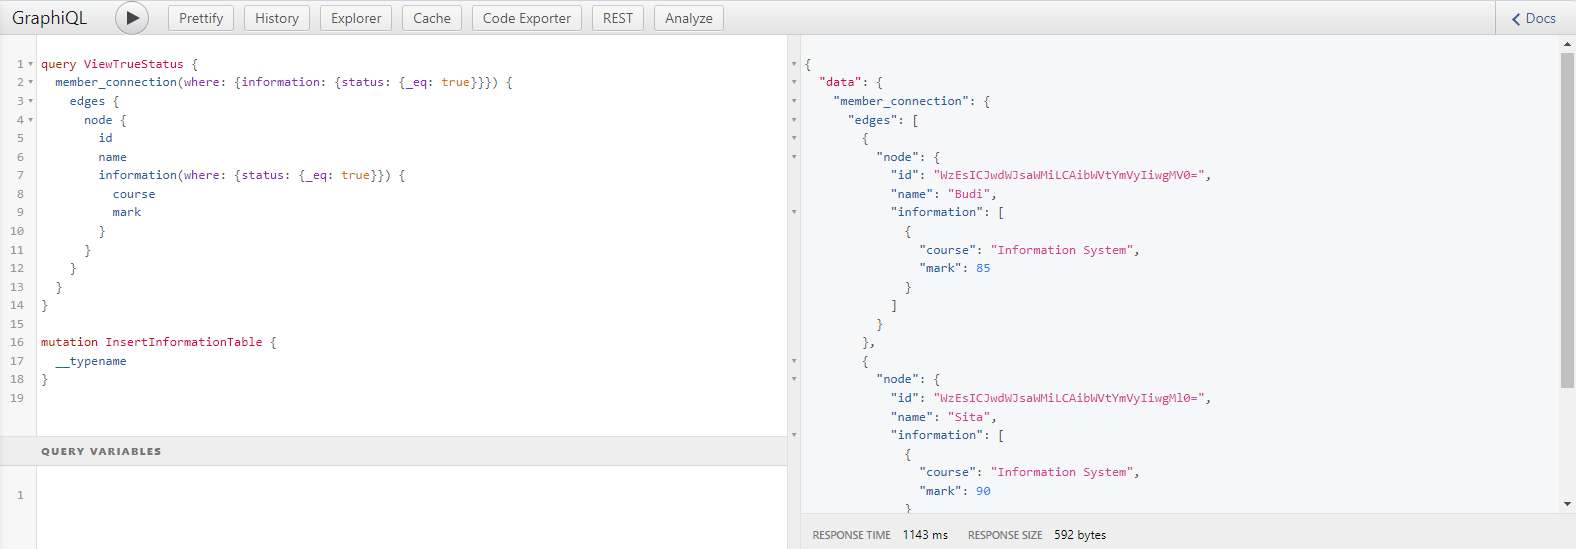 GraphiQL Prettify History Explorer Cache Code Exporter REST Analyze Docs
1 query ViewTrueStatus {
2 member_connection(where: {information: {status: {_eq: true}}}) {
3 edges {
4 node {
5 id
6 name
7 information(where: {status: {_eq: true}}) {
8 course
9 mark
10 }
11 }
12 }
13 }
14 }
15
16 mutation InsertInformationTable {
17 __typename
18 }
19
QUERY VARIABLES
1
{
"data": {
"member_connection": {
"edges": [
{
"node": {
"id": "WzEsICJwdWJsaWMiLCAibWVtYmVyIiwgMV0=",
"name": "Budi",
"information": [
{
"course": "Information System",
"mark": 85
}
]
}
},
{
"node": {
"id": "WzEsICJwdWJsaWMiLCAibWVtYmVyIiwgMl0=",
"name": "Sita",
"information": [
{
"course": "Information System",
"mark": 90
}
RESPONSE TIME 1143 ms RESPONSE SIZE 592 bytes